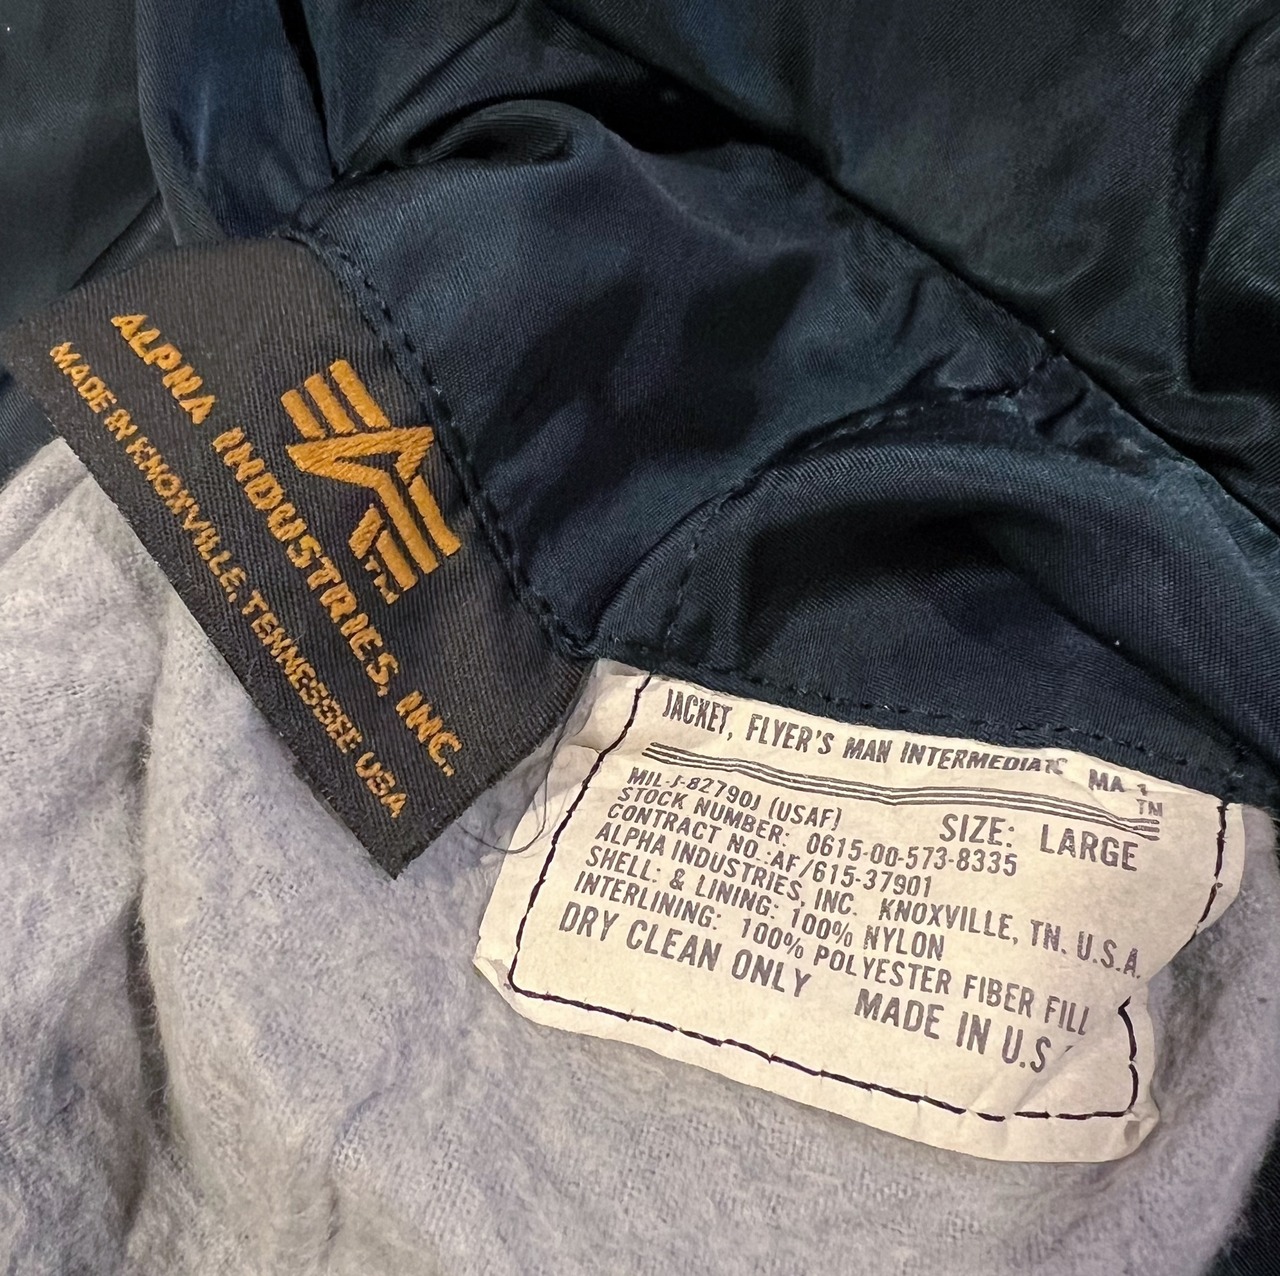 ALPHA INDUSTRIES, INC.
MADE IN KNOXVILLE, TENNESSEE USA
TM
JACKET, FLYER'S MAN INTERMEDIATE MA 1
TM
MIL-J-82790J (USAF)
SIZE: LARGE
STOCK NUMBER: 0615-00-573-8335
CONTRACT NO.:AF/615-37901
ALPHA INDUSTRIES, INC. KNOXVILLE, TN. U.S.A.
SHELL: & LINING: 100% NYLON
INTERLINING: 100% POLYESTER FIBER FILL
DRY CLEAN ONLY
MADE IN U.S